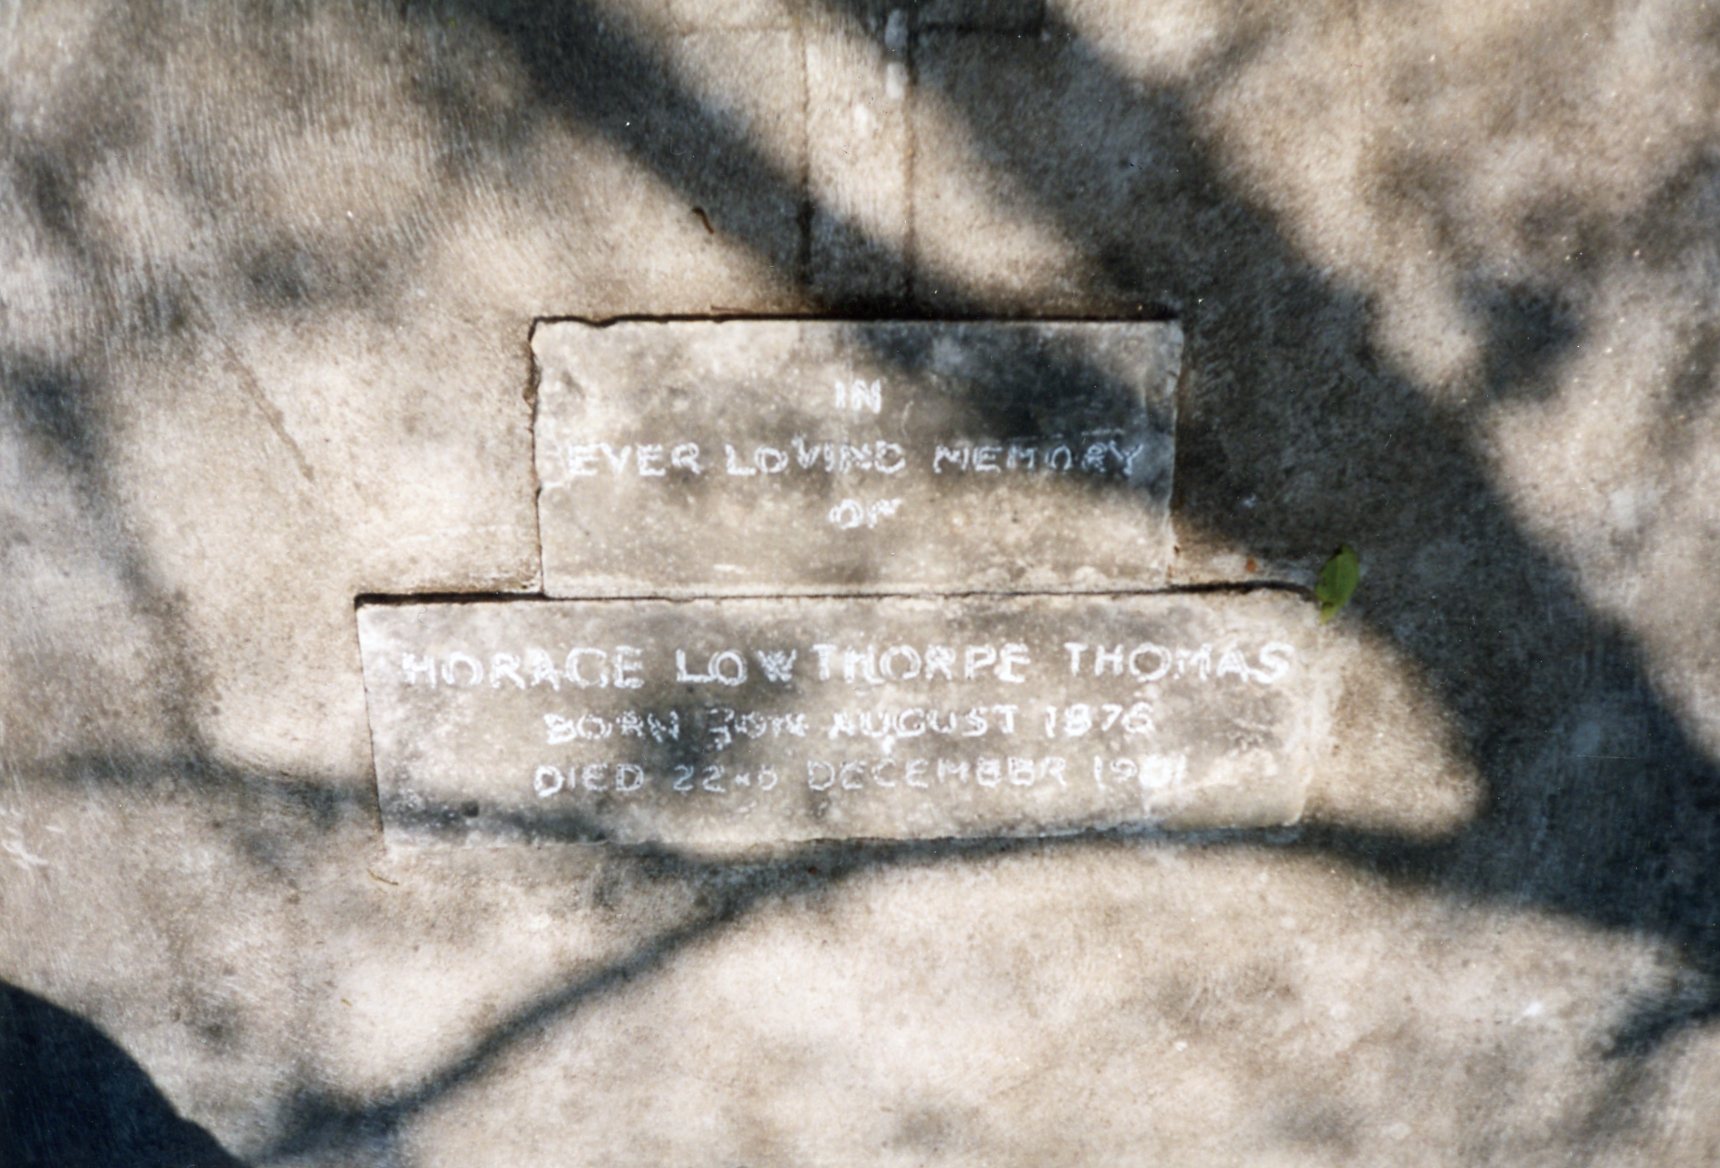 IN
EVER LOVING MEMORY
OF
HORACE LOWTHORPE THOMAS
BORN AUGUST 1876
DIED 22ND DECEMBER